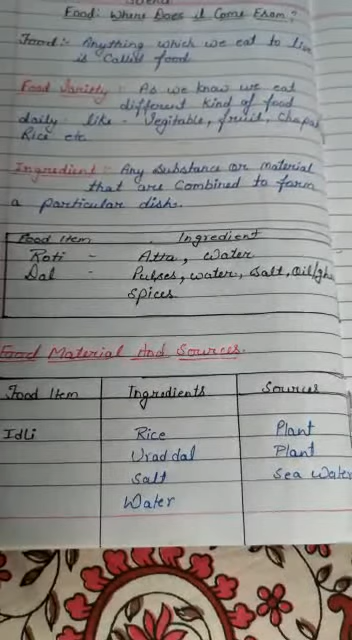 Food: Where Does it Come From?
Food:- Anything which we eat to live
is Called food
Food Variety:- As we know we eat
different kind of food
daily like - Vegitable, fruit, Chapati
Rice etc
Ingredient:- Any substance or material
that are Combined to form
a particular dish.
Food Item Ingredient
Roti - Atta, water
Dal - Pulses, water, Salt, Oil/ghee
Spices
Food Material And Sources.
Food Item Ingredients Sources
Idli Rice Plant
Urad dal Plant
Salt Sea Water
Water